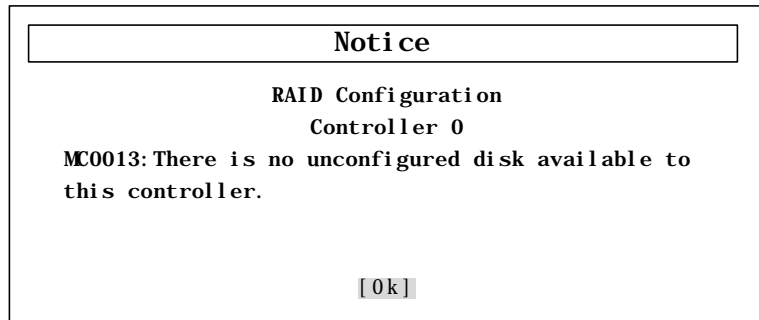 Notice
RAID Configuration
Controller 0
MC0013:There is no unconfigured disk available to
this controller.
[Ok]